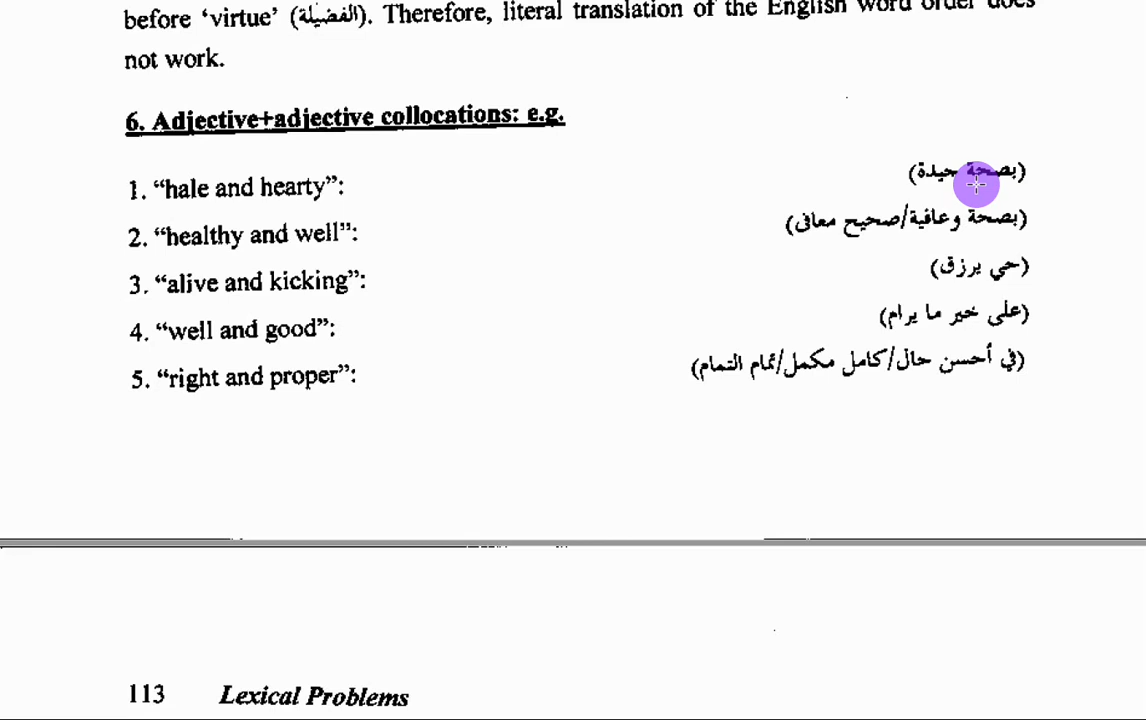 before ‘virtue’ (الفضيلة). Therefore, literal translation of the English word order does
not work.
6. Adjective+adjective collocations: e.g.
1. “hale and hearty”: (بصحة جيدة)
2. “healthy and well”: (بصحة وعافية/صحيح معافى)
3. “alive and kicking”: (حي يرزق)
4. “well and good”: (على خير ما يرام)
5. “right and proper”: (في أحسن حال/كامل مكمل/تمام التمام)
113 Lexical Problems